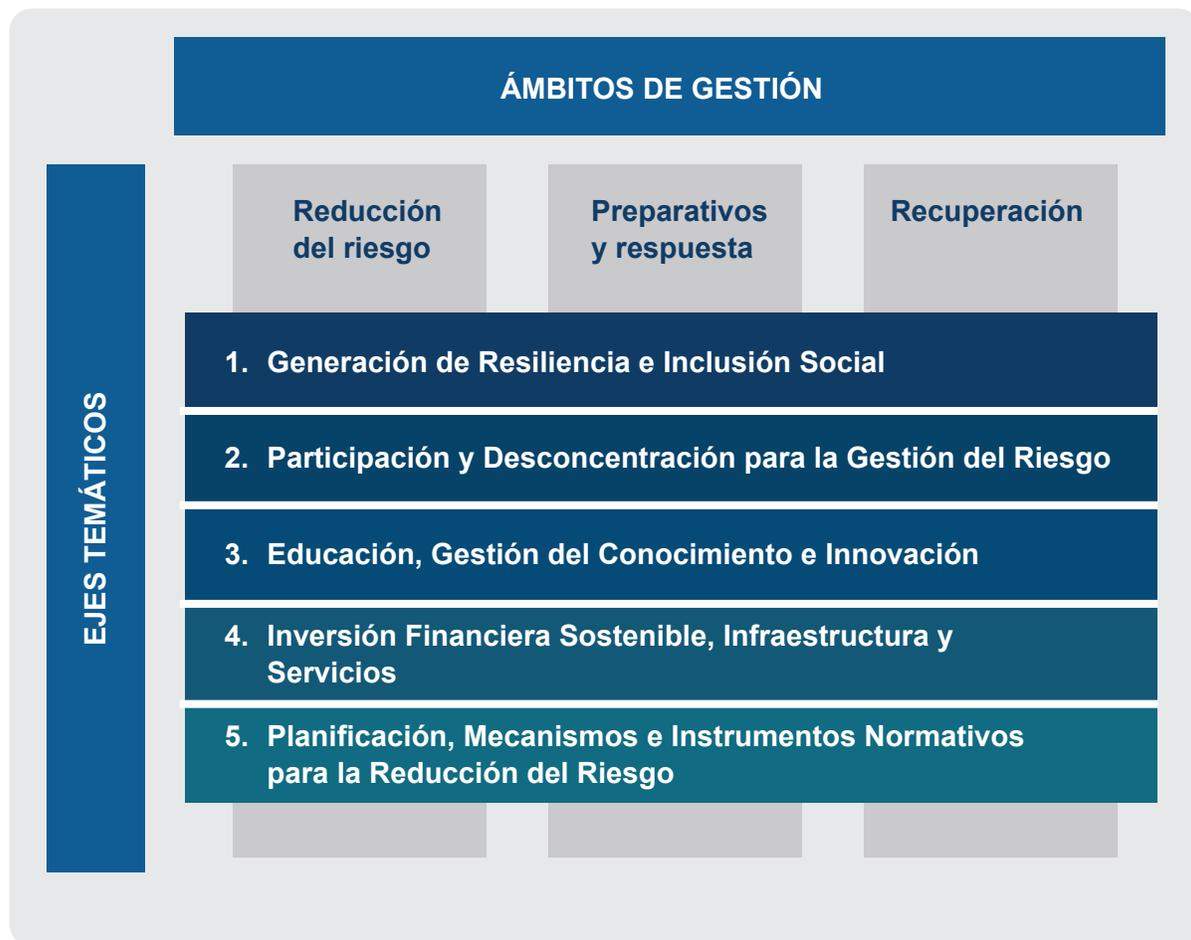 ÁMBITOS DE GESTIÓN
Reducción
del riesgo
Preparativos
y respuesta
Recuperación
EJES TEMÁTICOS
1. Generación de Resiliencia e Inclusión Social
2. Participación y Desconcentración para la Gestión del Riesgo
3. Educación, Gestión del Conocimiento e Innovación
4. Inversión Financiera Sostenible, Infraestructura y
Servicios
5. Planificación, Mecanismos e Instrumentos Normativos
para la Reducción del Riesgo